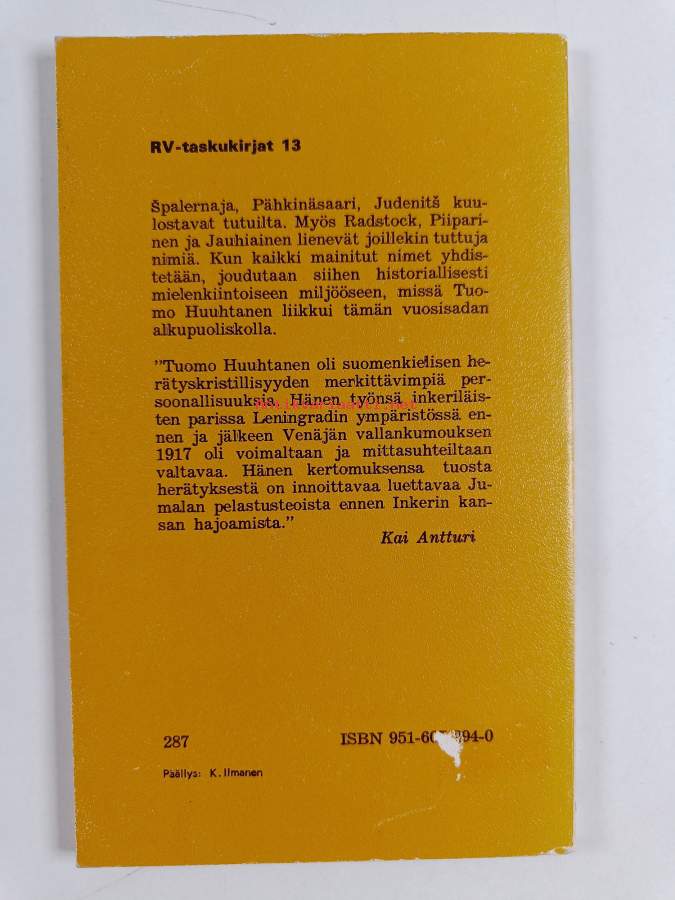 RV-taskukirjat 13
Špalernaja, Pähkinäsaari, Judenitš kuu-
lostavat tutuilta. Myös Radstock, Piipari-
nen ja Jauhiainen lienevät joillekin tuttuja
nimiä. Kun kaikki mainitut nimet yhdis-
tetään, joudutaan siihen historiallisesti
mielenkiintoiseen miljööseen, missä Tuo-
mo Huuhtanen liikkui tämän vuosisadan
alkupuoliskolla.
"Tuomo Huuhtanen oli suomenkielisen he-
rätyskristillisyyden merkittävimpiä per-
soonallisuuksia. Hänen työnsä inkeriläis-
ten parissa Leningradin ympäristössä en-
nen ja jälkeen Venäjän vallankumouksen
1917 oli voimaltaan ja mittasuhteiltaan
valtavaa. Hänen kertomuksensa tuosta
herätyksestä on innoittavaa luettavaa Ju-
malan pelastusteoista ennen Inkerin kan-
san hajoamista."
Kai Antturi
287 ISBN
Päällys: K. Ilmanen